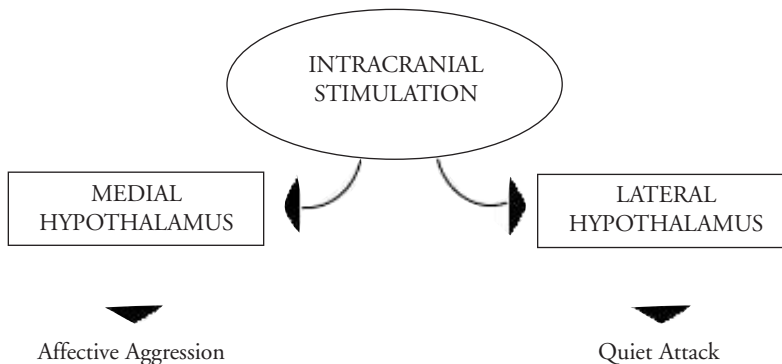 INTRACRANIAL
STIMULATION
MEDIAL
HYPOTHALAMUS
LATERAL
HYPOTHALAMUS
Affective Aggression
Quiet Attack